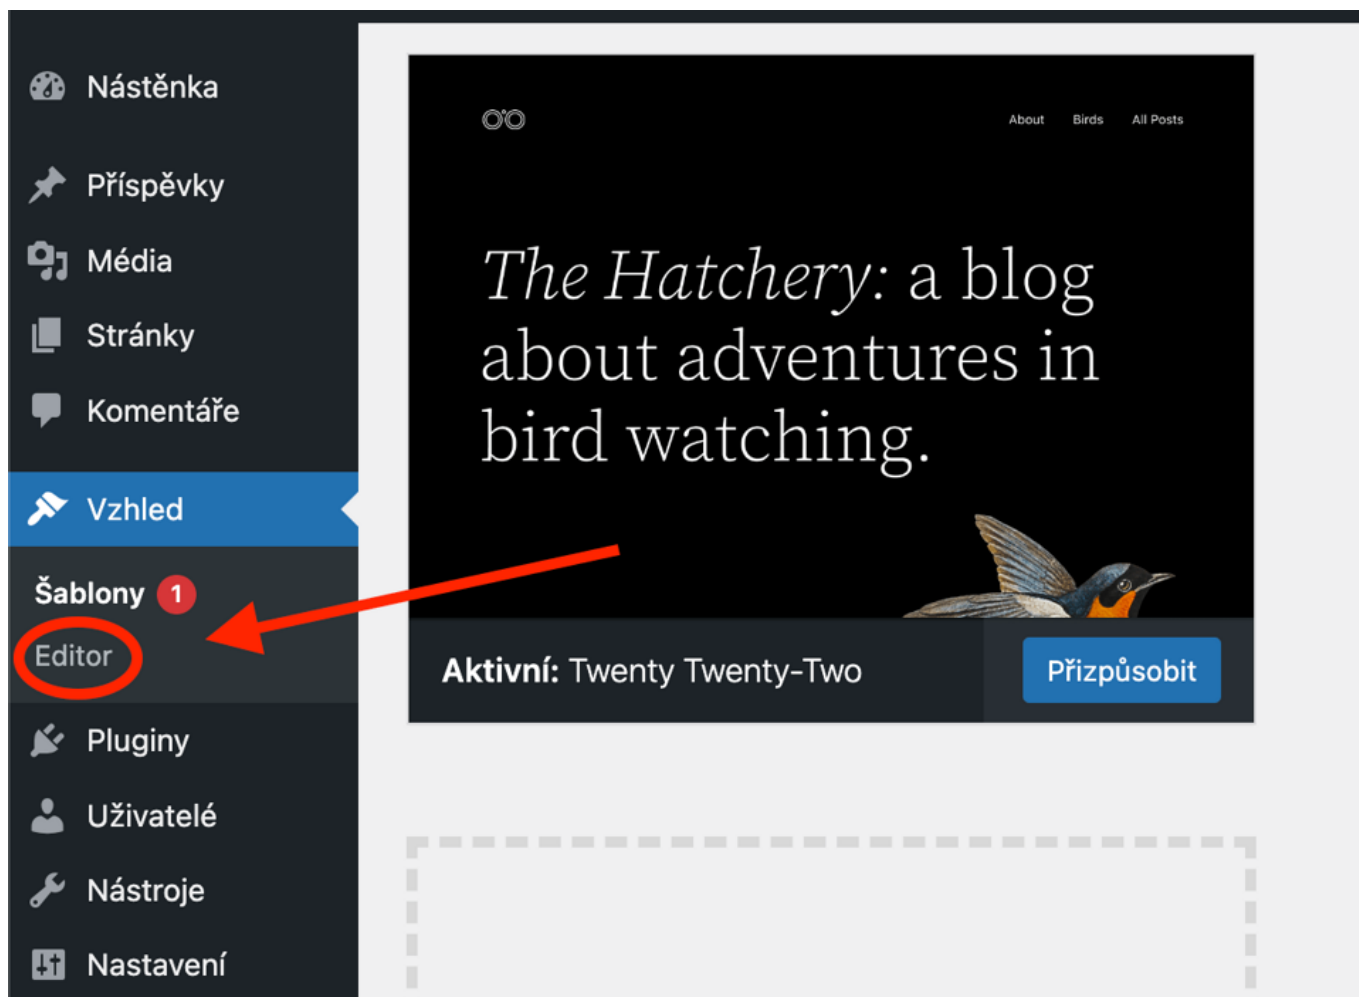 Nástěnka
Příspěvky
Média
Stránky
Komentáře
Vzhled
Šablony 1
Editor
Pluginy
Uživatelé
Nástroje
Nastavení
About Birds All Posts
The Hatchery: a blog
about adventures in
bird watching.
Aktivní: Twenty Twenty-Two
Přizpůsobit